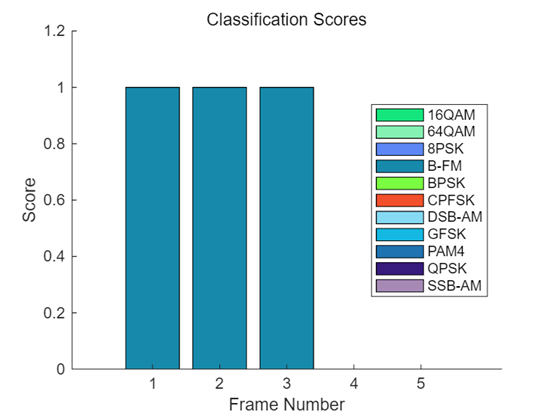 Classification Scores
1.2
1
0.8
0.6
0.4
0.2
0
Score
1 2 3 4 5
Frame Number
16QAM
64QAM
8PSK
B-FM
BPSK
CPFSK
DSB-AM
GFSK
PAM4
QPSK
SSB-AM